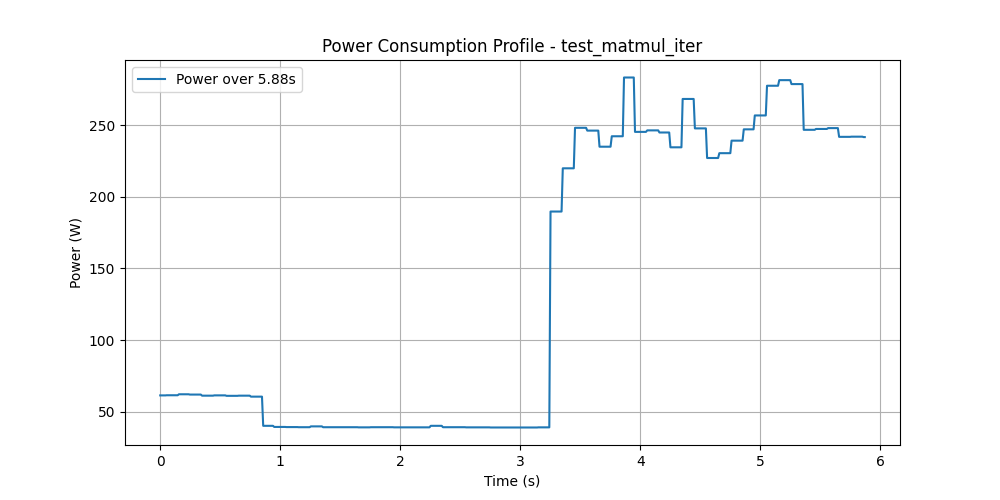 Power Consumption Profile - test_matmul_iter
Power over 5.88s
Power (W)
250
200
150
100
50
0 1 2 3 4 5 6
Time (s)